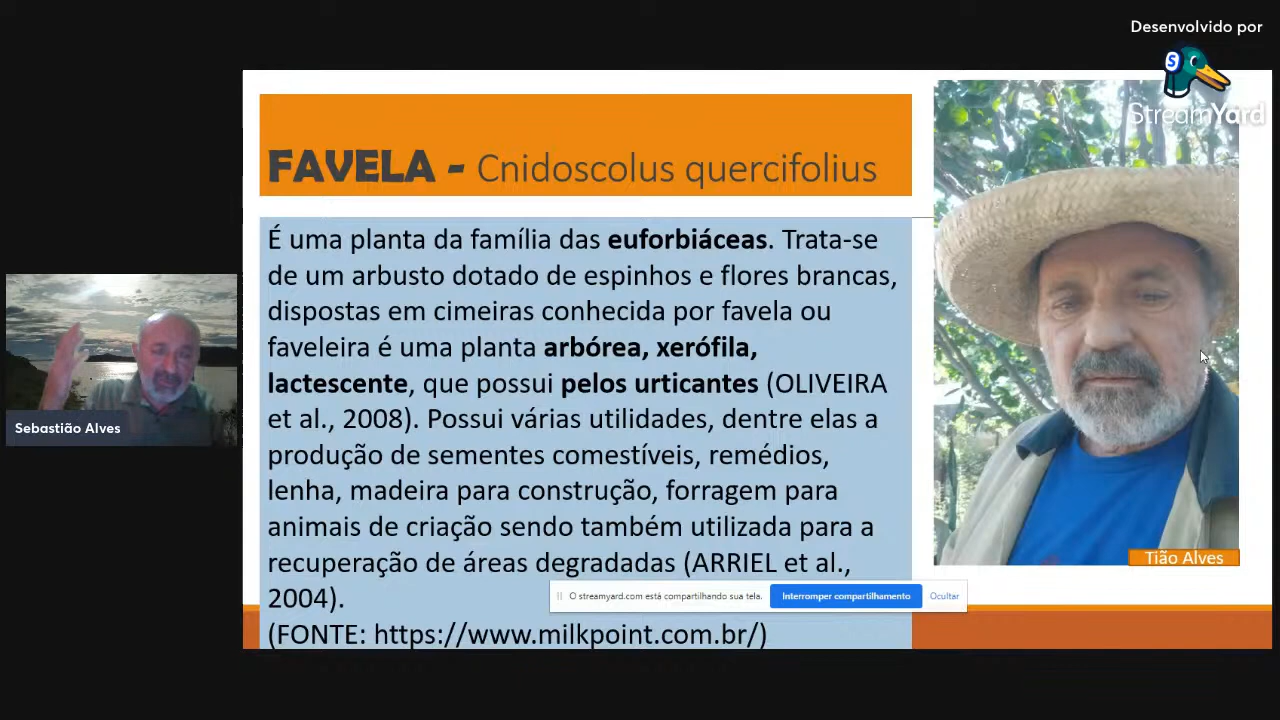 Desenvolvido por
StreamYard
FAVELA - Cnidoscolus quercifolius
É uma planta da família das euforbiáceas. Trata-se
de um arbusto dotado de espinhos e flores brancas,
dispostas em cimeiras conhecida por favela ou
faveleira é uma planta arbórea, xerófila,
lactescente, que possui pelos urticantes (OLIVEIRA
et al., 2008). Possui várias utilidades, dentre elas a
produção de sementes comestíveis, remédios,
lenha, madeira para construção, forragem para
animais de criação sendo também utilizada para a
recuperação de áreas degradadas (ARRIEL et al.,
2004).
(FONTE: https://www.milkpoint.com.br/)
Tião Alves
Sebastião Alves
O streamyard.com está compartilhando sua tela.
Interromper compartilhamento
Ocultar